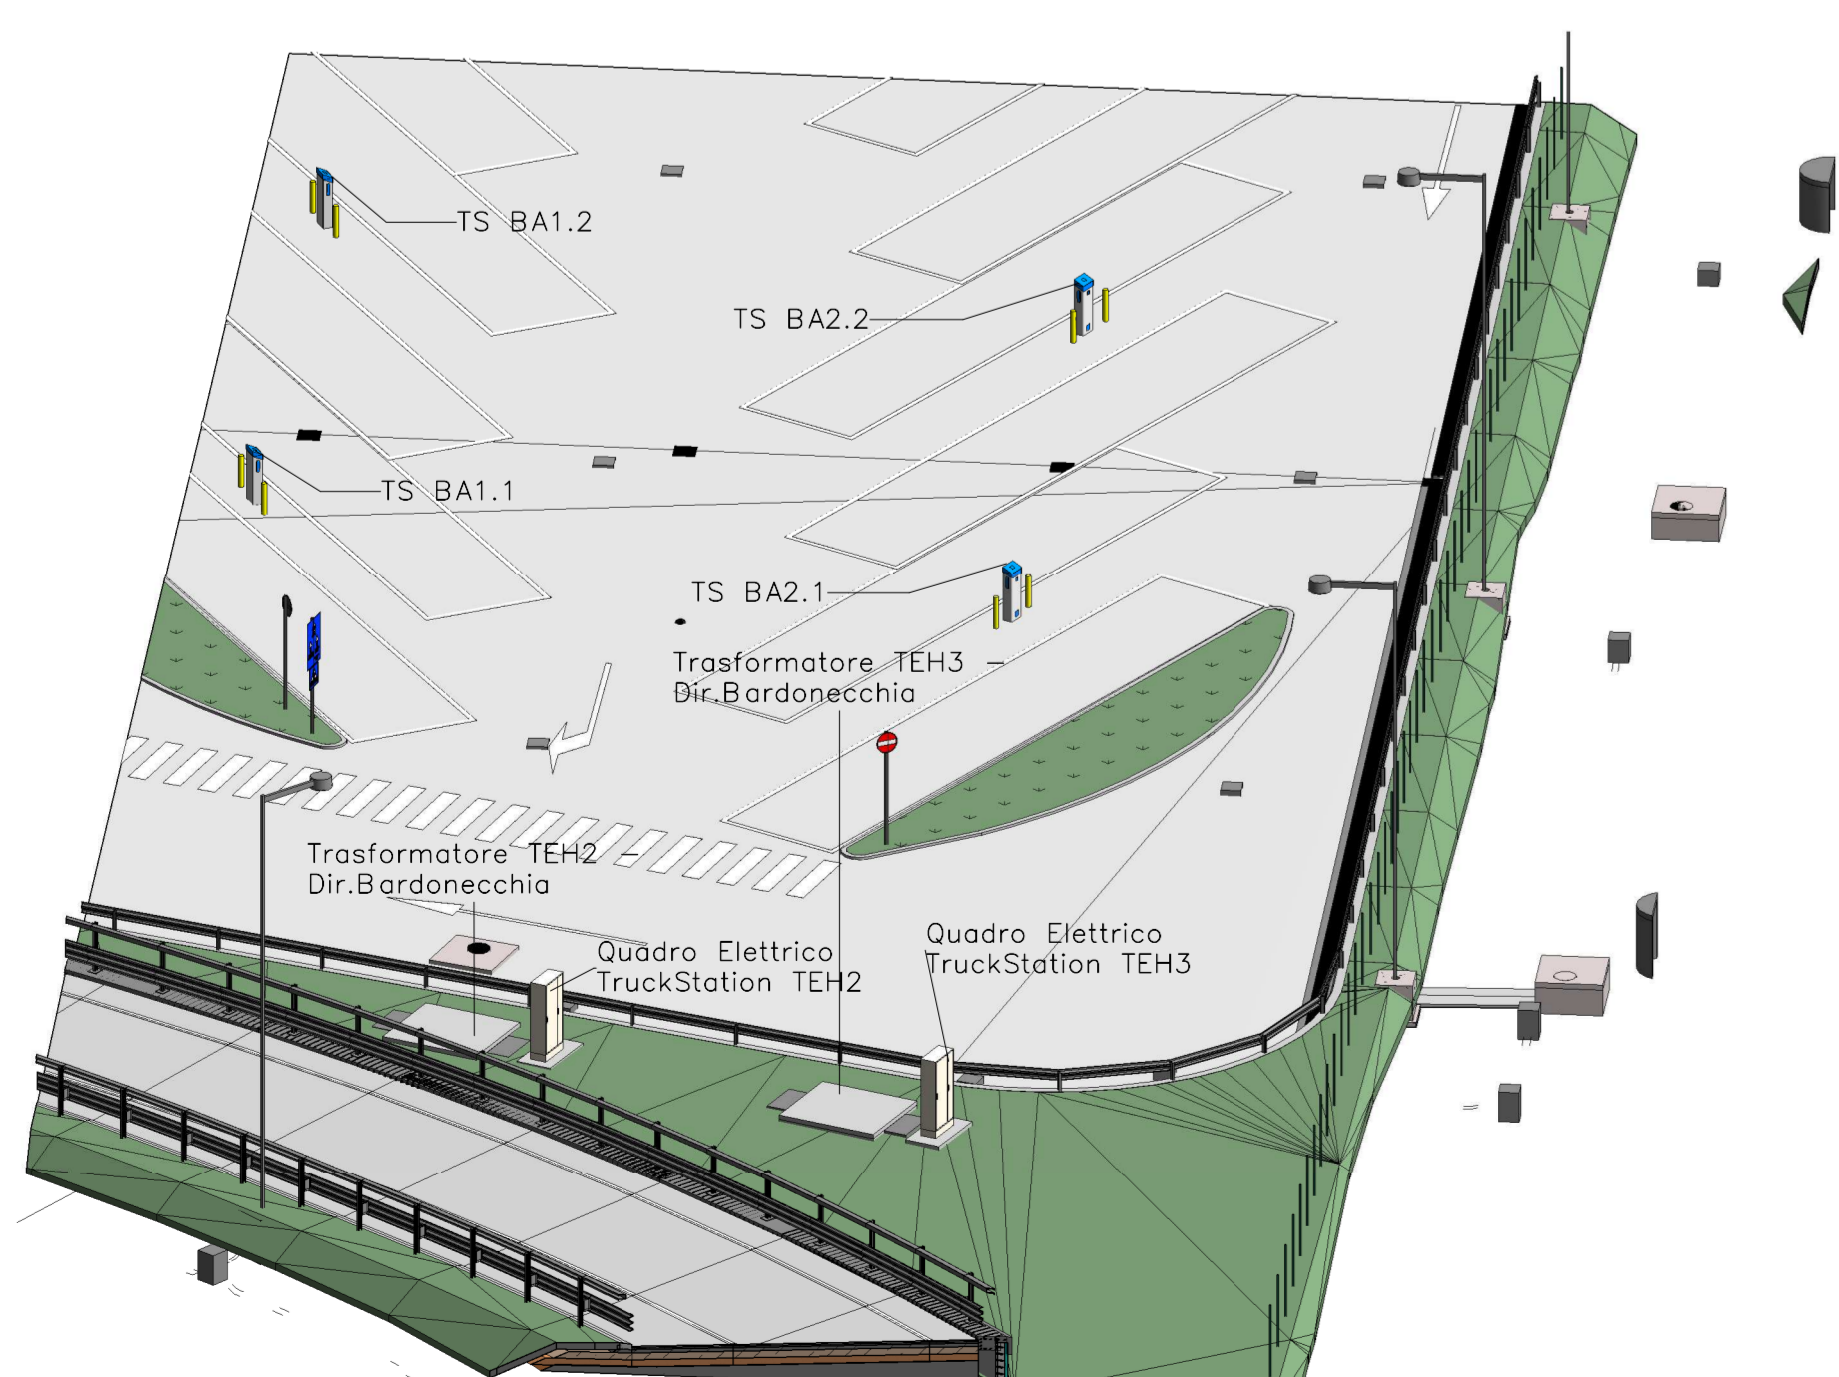 TS BA1.2
TS BA2.2
TS BA1.1
TS BA2.1
Trasformatore TEH3 -
Dir.Bardonecchia
Trasformatore TEH2 -
Dir.Bardonecchia
Quadro Elettrico
TruckStation TEH2
Quadro Elettrico
TruckStation TEH3